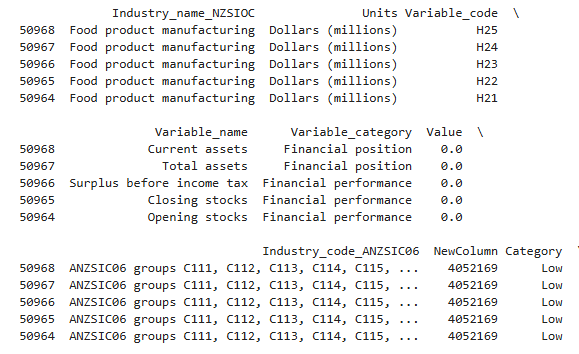 Industry_name_NZSIOC Units Variable_code \
50968 Food product manufacturing Dollars (millions) H25
50967 Food product manufacturing Dollars (millions) H24
50966 Food product manufacturing Dollars (millions) H23
50965 Food product manufacturing Dollars (millions) H22
50964 Food product manufacturing Dollars (millions) H21
Variable_name Variable_category Value \
50968 Current assets Financial position 0.0
50967 Total assets Financial position 0.0
50966 Surplus before income tax Financial performance 0.0
50965 Closing stocks Financial performance 0.0
50964 Opening stocks Financial performance 0.0
Industry_code_ANZSIC06 NewColumn Category \
50968 ANZSIC06 groups C111, C112, C113, C114, C115, ... 4052169 Low
50967 ANZSIC06 groups C111, C112, C113, C114, C115, ... 4052169 Low
50966 ANZSIC06 groups C111, C112, C113, C114, C115, ... 4052169 Low
50965 ANZSIC06 groups C111, C112, C113, C114, C115, ... 4052169 Low
50964 ANZSIC06 groups C111, C112, C113, C114, C115, ... 4052169 Low